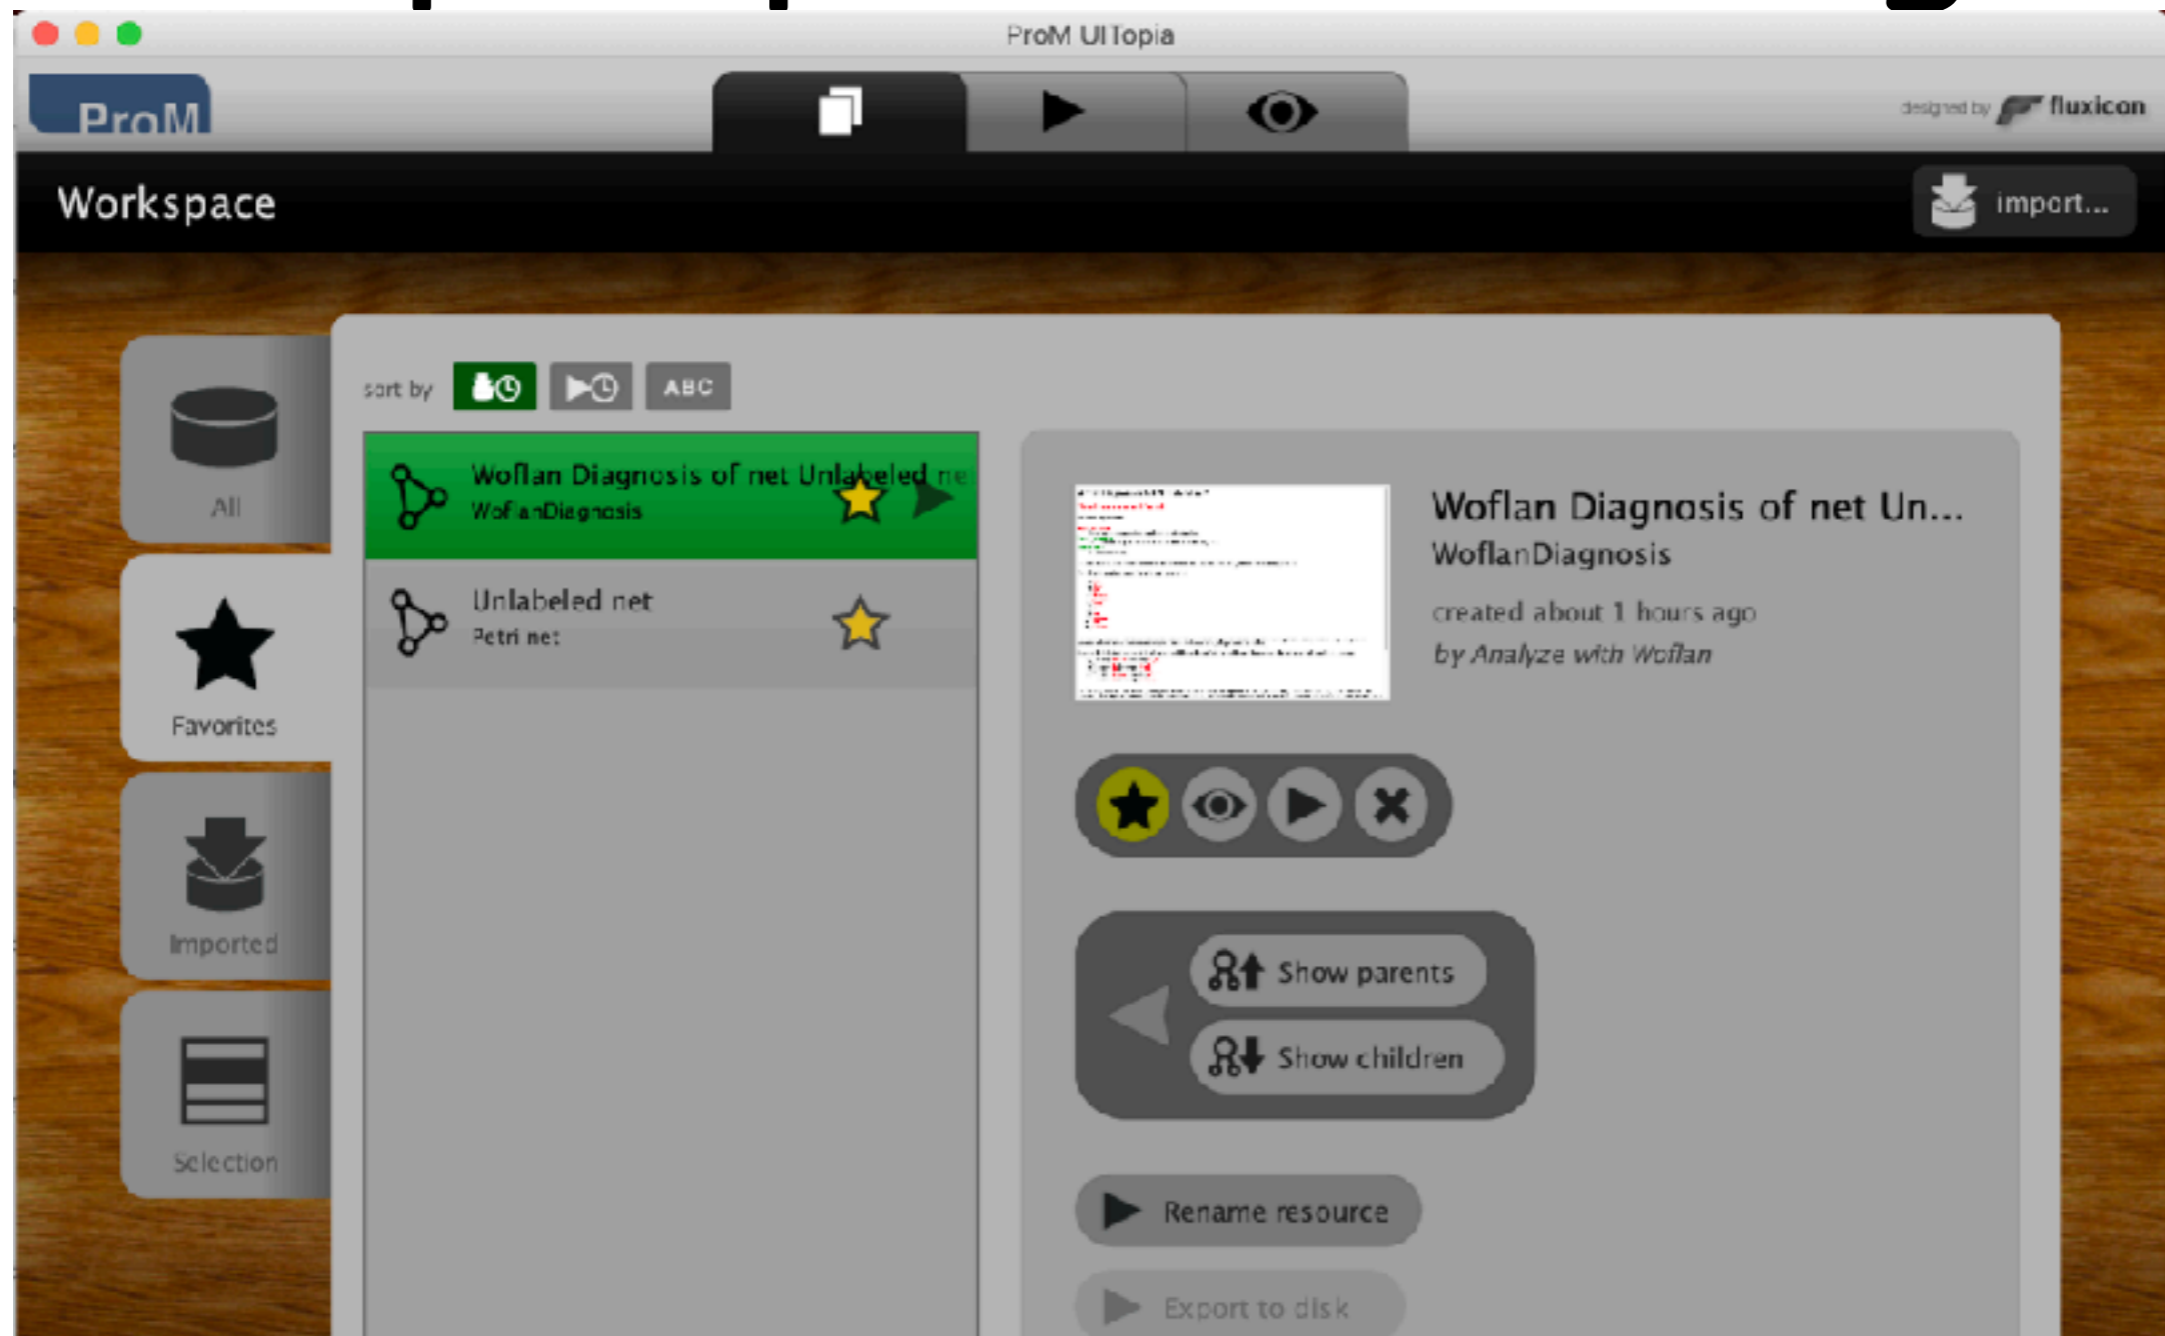 ProM UITopia
ProM
designed by fluxicon
Workspace
import...
sort by
ABC
All
Woflan Diagnosis of net Unlabeled ne
WoflanDiagnosis
Unlabeled net
Petri net
Favorites
Imported
Selection
Woflan Diagnosis of net Un...
WoflanDiagnosis
created about 1 hours ago
by Analyze with Woflan
Show parents
Show children
Rename resource
Export to disk